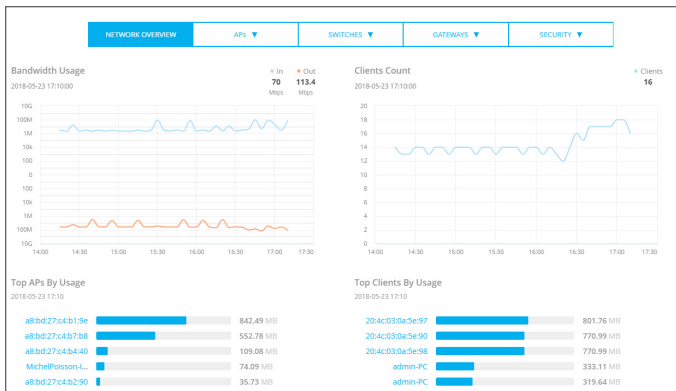 NETWORK OVERVIEW APs ▼ SWITCHES ▼ GATEWAYS ▼ SECURITY ▼
Bandwidth Usage
2018-05-23 17:10:00
In Out
70 113.4
Mbps Mbps
10G
100M
1M
10k
100
0
100
10k
1M
100M
10G
14:00 14:30 15:00 15:30 16:00 16:30 17:00 17:30
Clients Count
2018-05-23 17:10:00
Clients
16
20
18
16
14
12
10
8
6
4
2
0
14:00 14:30 15:00 15:30 16:00 16:30 17:00 17:30
Top APs By Usage
2018-05-23 17:10
a8:bd:27:c4:b1:9e 842.49 MB
a8:bd:27:c4:b7:b8 552.78 MB
a8:bd:27:c4:b4:40 109.08 MB
MichelPoisson-I... 74.09 MB
a8:bd:27:c4:b2:90 35.73 MB
Top Clients By Usage
2018-05-23 17:10
20:4c:03:0a:5e:97 801.76 MB
20:4c:03:0a:5e:90 770.99 MB
20:4c:03:0a:5e:98 770.99 MB
admin-PC 333.11 MB
admin-PC 319.64 MB